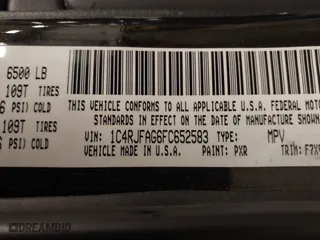 6500 LB
109T TIRES
6 PSI) COLD
109T TIRES
6 PSI) COLD
THIS VEHICLE CONFORMS TO ALL APPLICABLE U.S.A. FEDERAL MOTOR
STANDARDS IN EFFECT ON THE DATE OF MANUFACTURE SHOWN
VIN: 1C4RJFAG6FC652583 TYPE: MPV
VEHICLE MADE IN U.S.A. PAINT: PXR TRIM:
DREAMBID